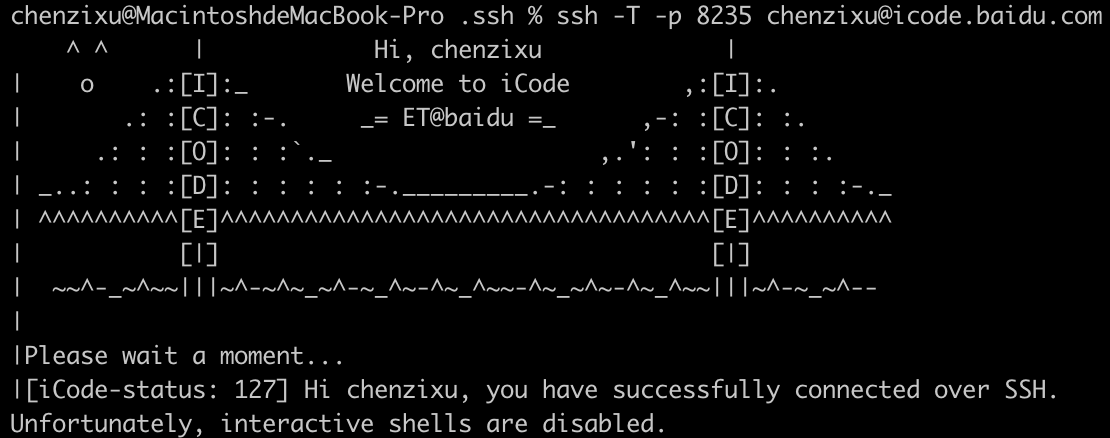 chenzixu@MacintoshdeMacBook-Pro .ssh % ssh -T -p 8235 chenzixu@icode.baidu.com
    ^ ^      |            Hi, chenzixu             |
|    o    .:[I]:_       Welcome to iCode        ,:[I]:.
|       .: :[C]: :-.     _= ET@baidu =_      ,-: :[C]: :.
|     .: : :[O]: : :`._                   ,.': : :[O]: : :.
| _..: : : :[D]: : : : : :-._________.-: : : : : :[D]: : : :-._
| ^^^^^^^^^^[E]^^^^^^^^^^^^^^^^^^^^^^^^^^^^^^^^^^^[E]^^^^^^^^^^
|           [|]                                   [|]
|  ~~^-_~^~~|||~^-~^~_~^-~_^~-^~_^~~-^~_~^~-^~_^~~|||~^-~_~^--
|
|Please wait a moment...
|[iCode-status: 127] Hi chenzixu, you have successfully connected over SSH.
Unfortunately, interactive shells are disabled.